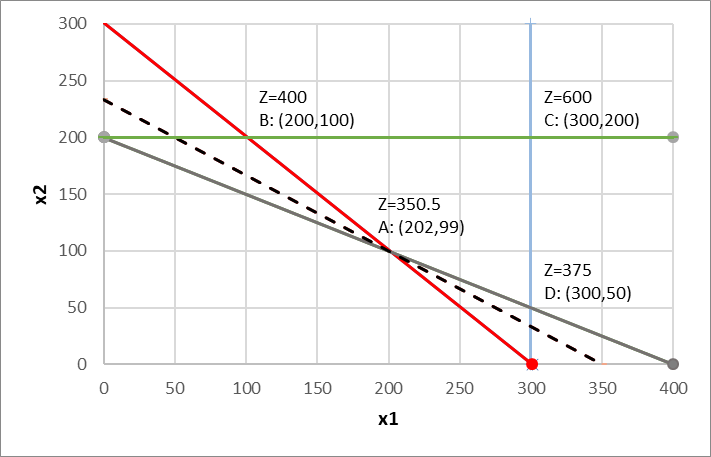 300
250
200
150
100
50
0
x2
Z=400
B: (200,100)
Z=600
C: (300,200)
Z=350.5
A: (202,99)
Z=375
D: (300,50)
0 50 100 150 200 250 300 350 400
x1